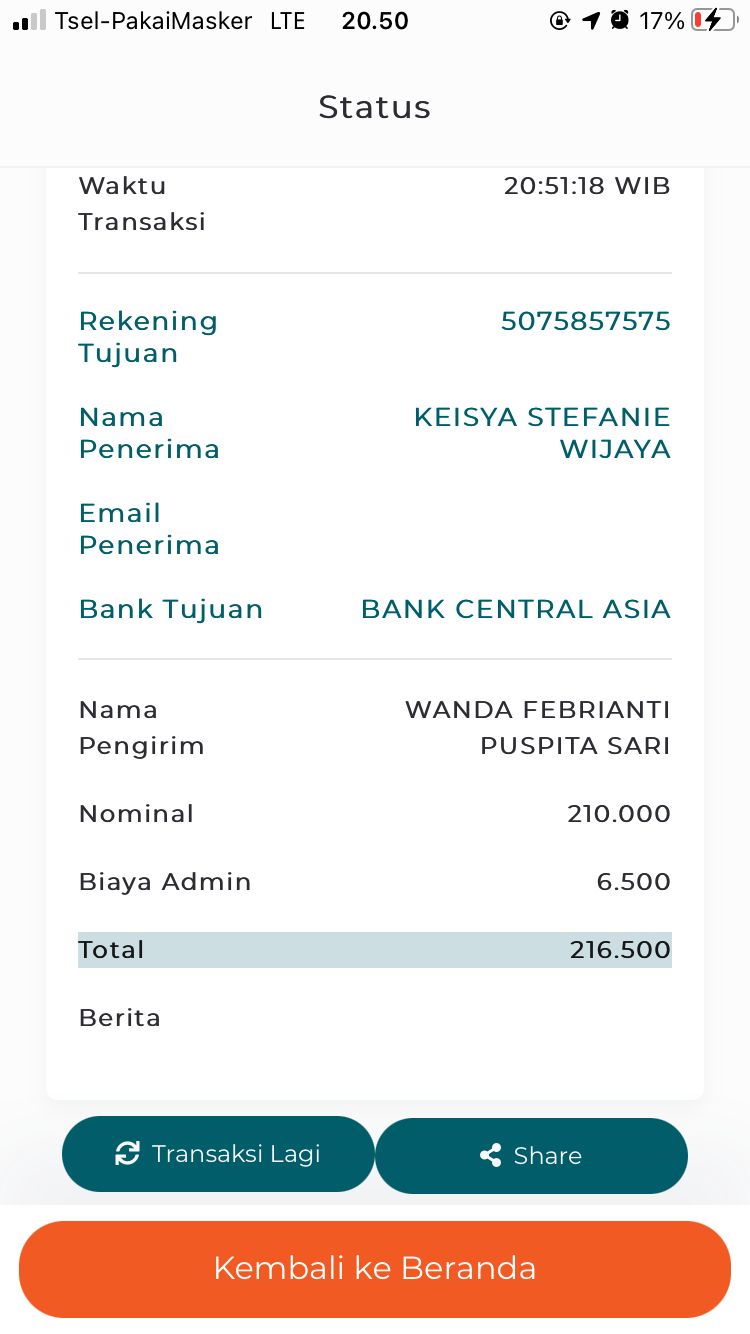 Tsel-PakaiMasker LTE 20.50 17%
Status
Waktu 20:51:18 WIB
Transaksi
Rekening 5075857575
Tujuan
Nama KEISYA STEFANIE
Penerima WIJAYA
Email
Penerima
Bank Tujuan BANK CENTRAL ASIA
Nama WANDA FEBRIANTI
Pengirim PUSPITA SARI
Nominal 210.000
Biaya Admin 6.500
Total 216.500
Berita
Transaksi Lagi Share
Kembali ke Beranda